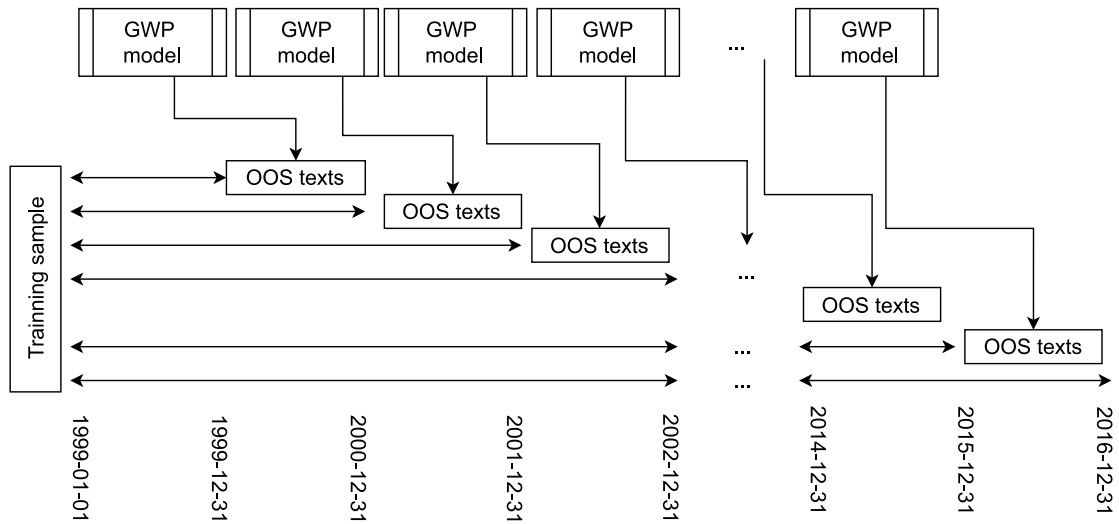 GWP
model
GWP
model
GWP
model
GWP
model
...
GWP
model
Trainning sample
OOS texts
OOS texts
OOS texts
...
OOS texts
...
OOS texts
...
1999-01-01
1999-12-31
2000-12-31
2001-12-31
2002-12-31
2014-12-31
2015-12-31
2016-12-31